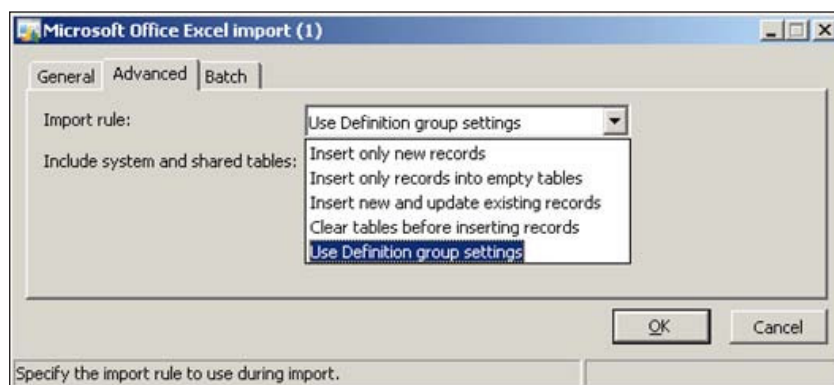 Microsoft Office Excel import (1)
General Advanced Batch
Import rule: Use Definition group settings
Insert only new records
Include system and shared tables:
Insert only records into empty tables
Insert new and update existing records
Clear tables before inserting records
Use Definition group settings
OK Cancel
Specify the import rule to use during import.